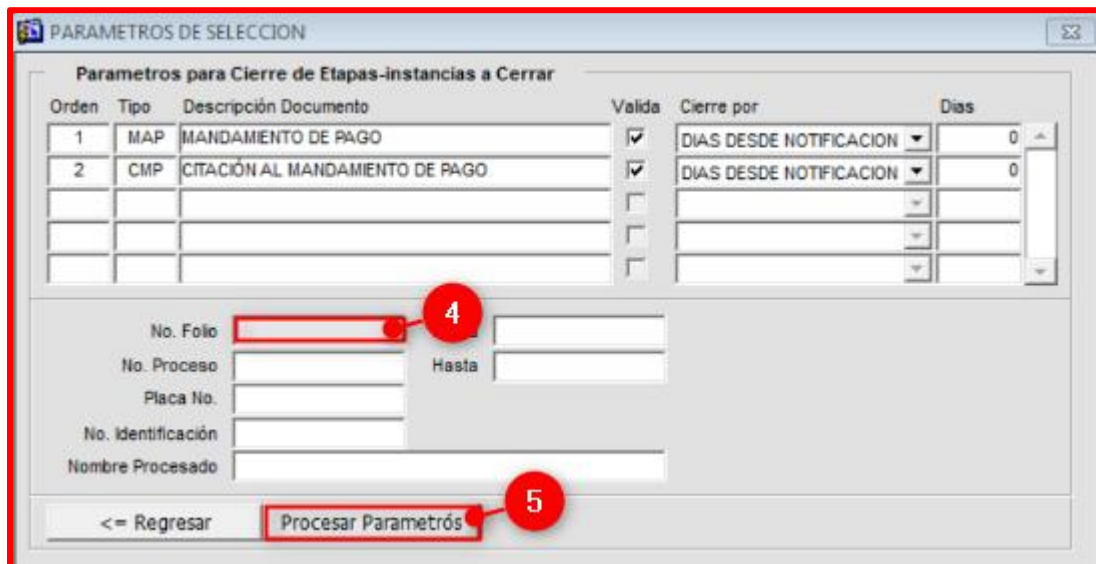 PARAMETROS DE SELECCION
Parametros para Cierre de Etapas-instancias a Cerrar
Orden Tipo Descripción Documento Valida Cierre por Dias
1 MAP MANDAMIENTO DE PAGO DIAS DESDE NOTIFICACION 0
2 CMP CITACIÓN AL MANDAMIENTO DE PAGO DIAS DESDE NOTIFICACION 0
No. Folio 4
No. Proceso Hasta
Placa No.
No. Identificación
Nombre Procesado
5
<= Regresar Procesar Parametrós